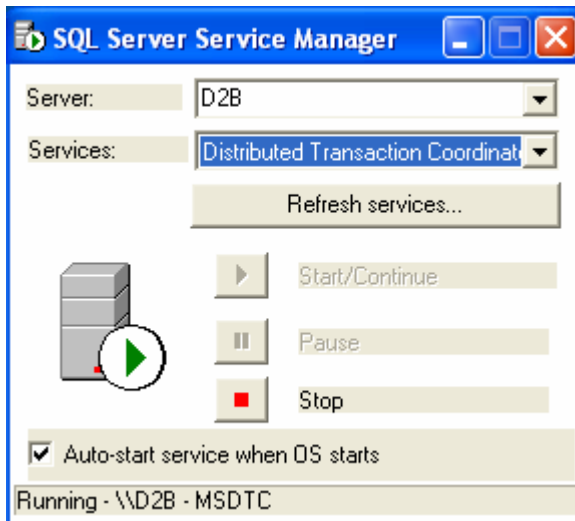 SQL Server Service Manager
Server: D2B
Services: Distributed Transaction Coordinat
Refresh services...
Start/Continue
Pause
Stop
Auto-start service when OS starts
Running - \\D2B - MSDTC